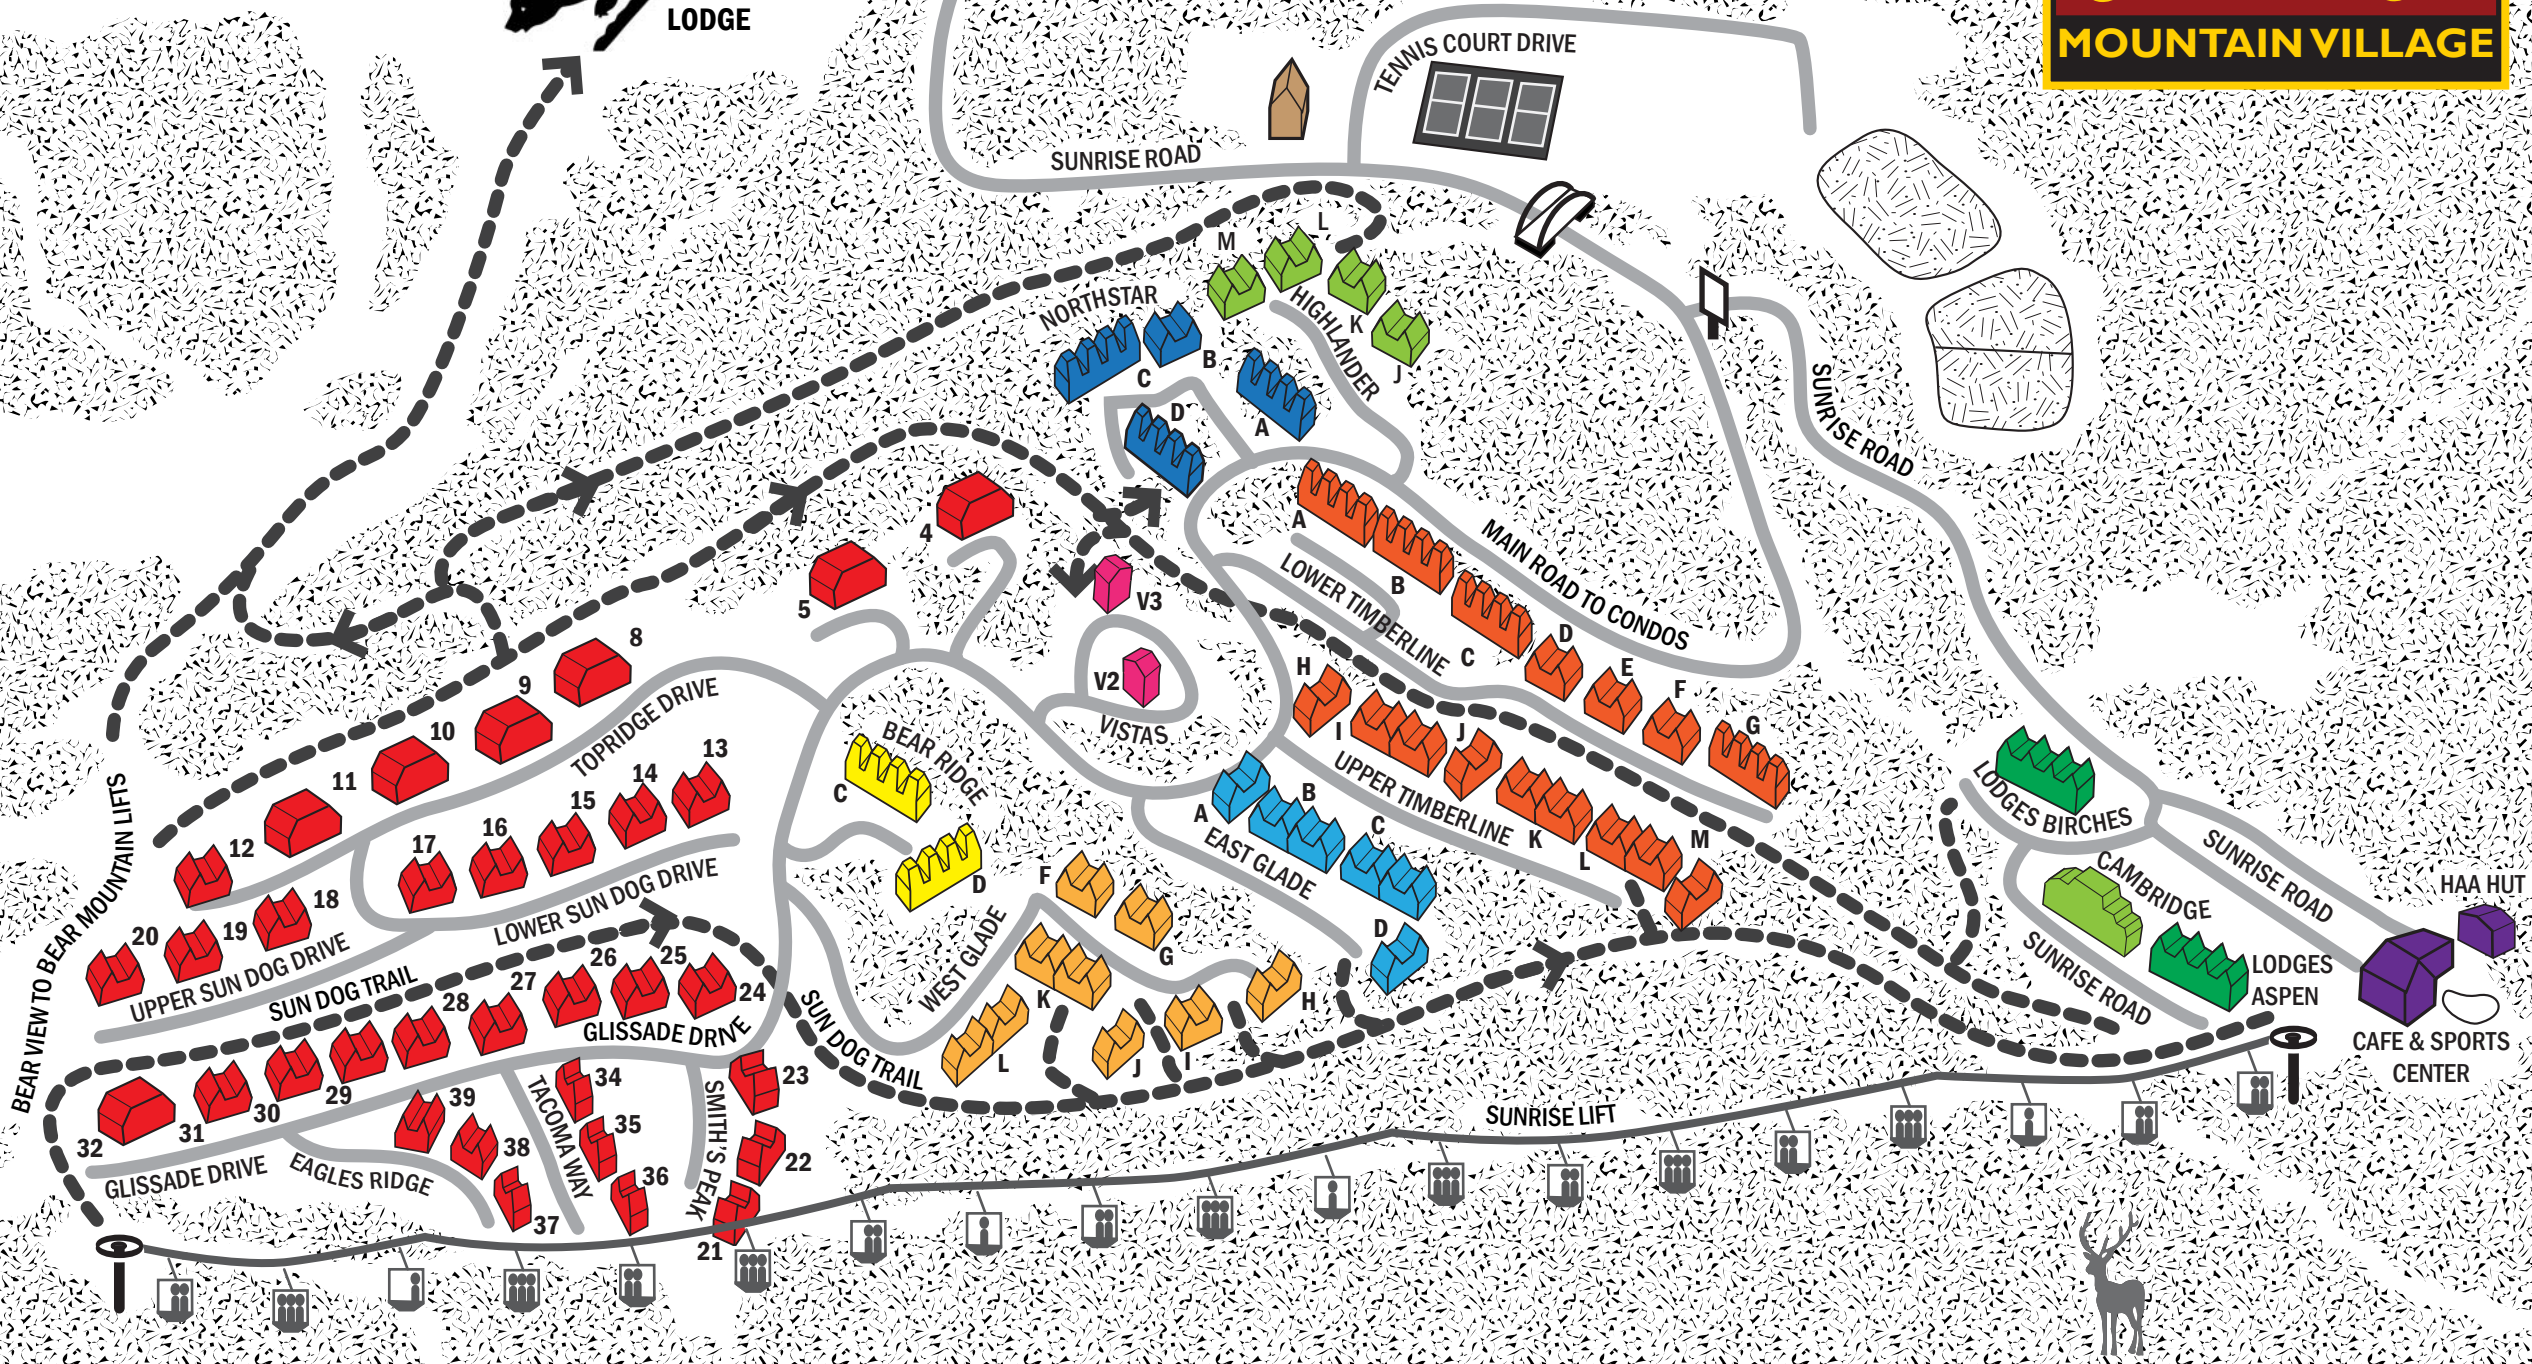 LODGE
MOUNTAIN VILLAGE
TENNIS COURT DRIVE
SUNRISE ROAD
L
M
NORTHSTAR
HIGHLANDER
K
J
B
C
D
A
SUNRISE ROAD
4
A
MAIN ROAD TO CONDOS
LOWER TIMBERLINE
B
C
D
E
F
G
5
V3
V2
VISTAS
8
9
10
11
12
TOPRIDGE DRIVE
13
14
15
16
17
18
19
20
H
I
J
K
L
M
UPPER TIMBERLINE
BEAR RIDGE
C
D
A
B
C
D
EAST GLADE
LODGES BIRCHES
CAMBRIDGE
SUNRISE ROAD
SUNRISE ROAD
HAA HUT
LODGES
ASPEN
CAFE & SPORTS
CENTER
BEAR VIEW TO BEAR MOUNTAIN LIFTS
UPPER SUN DOG DRIVE
LOWER SUN DOG DRIVE
SUN DOG TRAIL
F
G
WEST GLADE
K
L
J
I
H
24
25
26
27
28
29
30
31
32
GLISSADE DRIVE
SUN DOG TRAIL
GLISSADE DRIVE
EAGLES RIDGE
39
38
37
TACOMA WAY
34
35
36
SMITH'S PEAK
23
22
21
SUNRISE LIFT